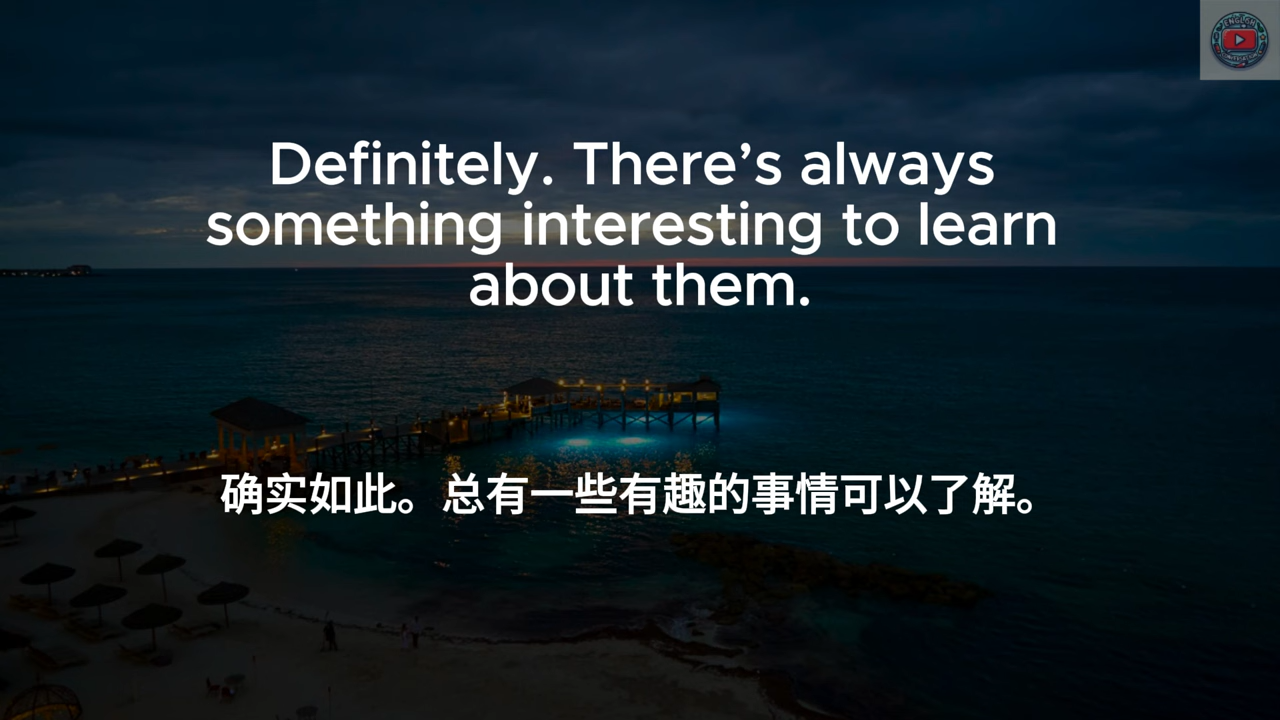 Definitely. There’s always
something interesting to learn
about them.
确实如此。总有一些有趣的事情可以了解。